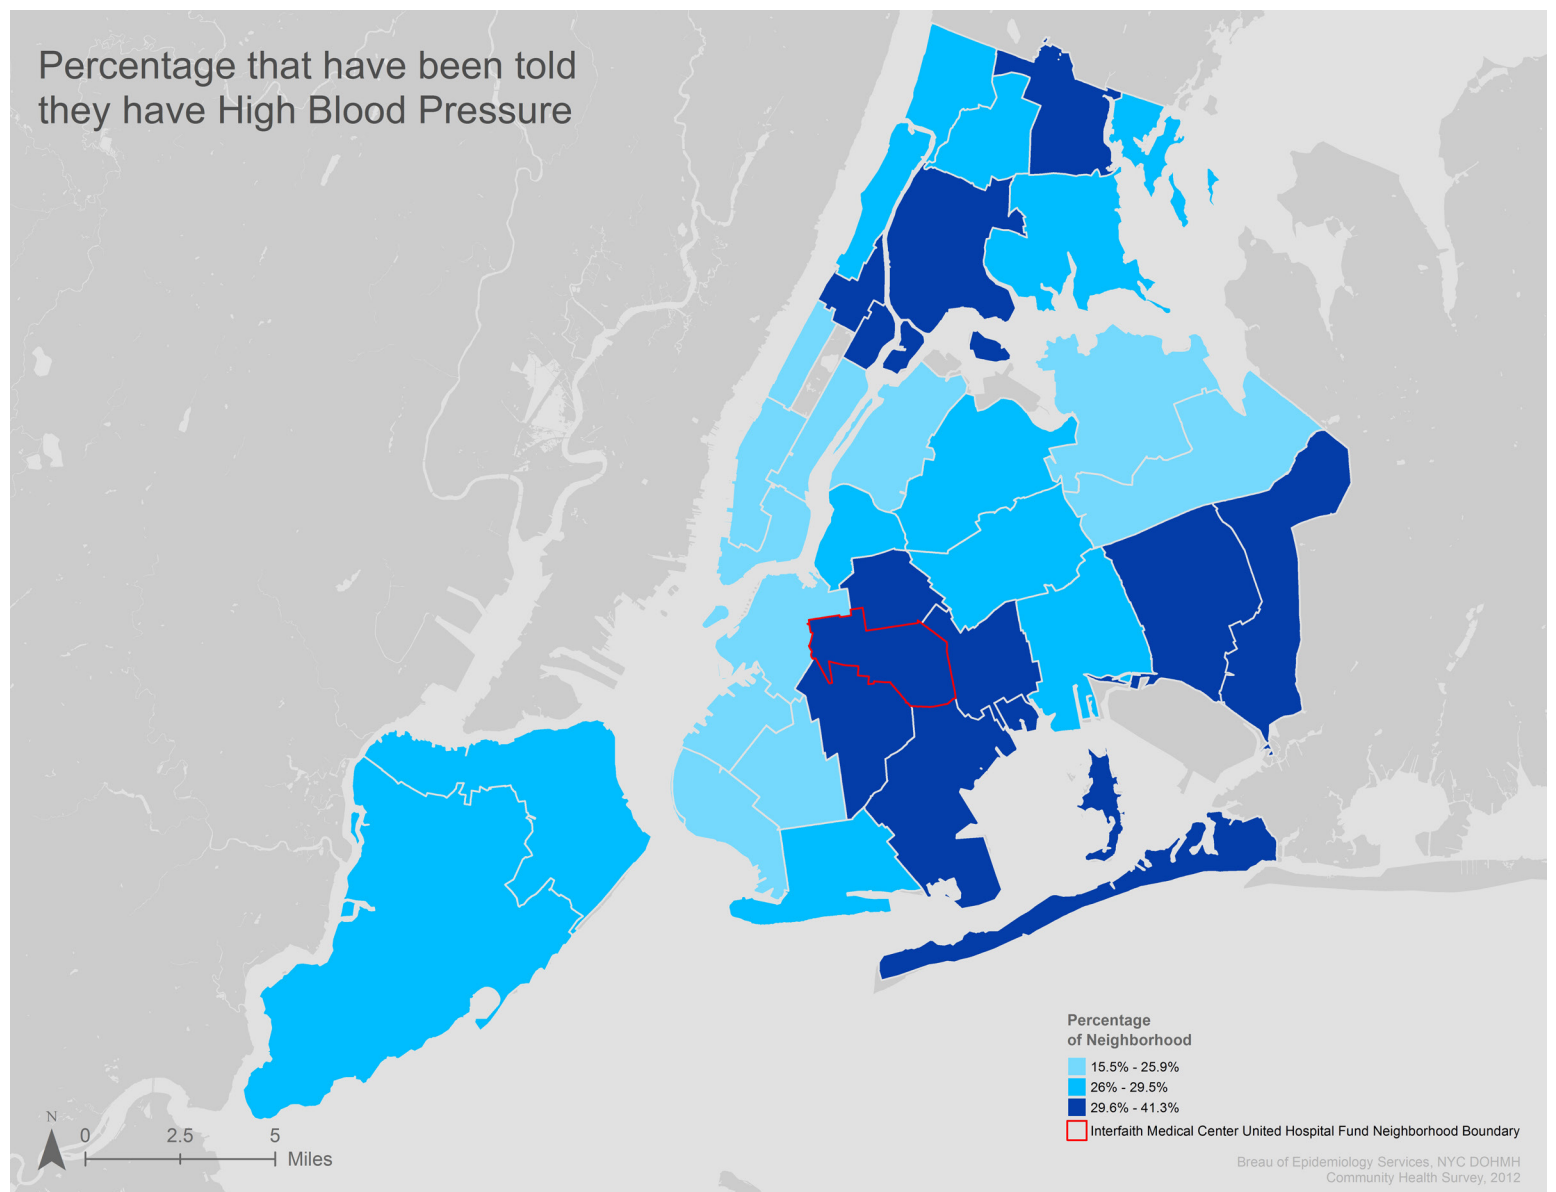 Percentage that have been told
they have High Blood Pressure
Percentage
of Neighborhood
15.5% - 25.9%
26% - 29.5%
29.6% - 41.3%
Interfaith Medical Center United Hospital Fund Neighborhood Boundary
N
0 2.5 5
Miles
Breau of Epidemiology Services, NYC DOHMH
Community Health Survey, 2012